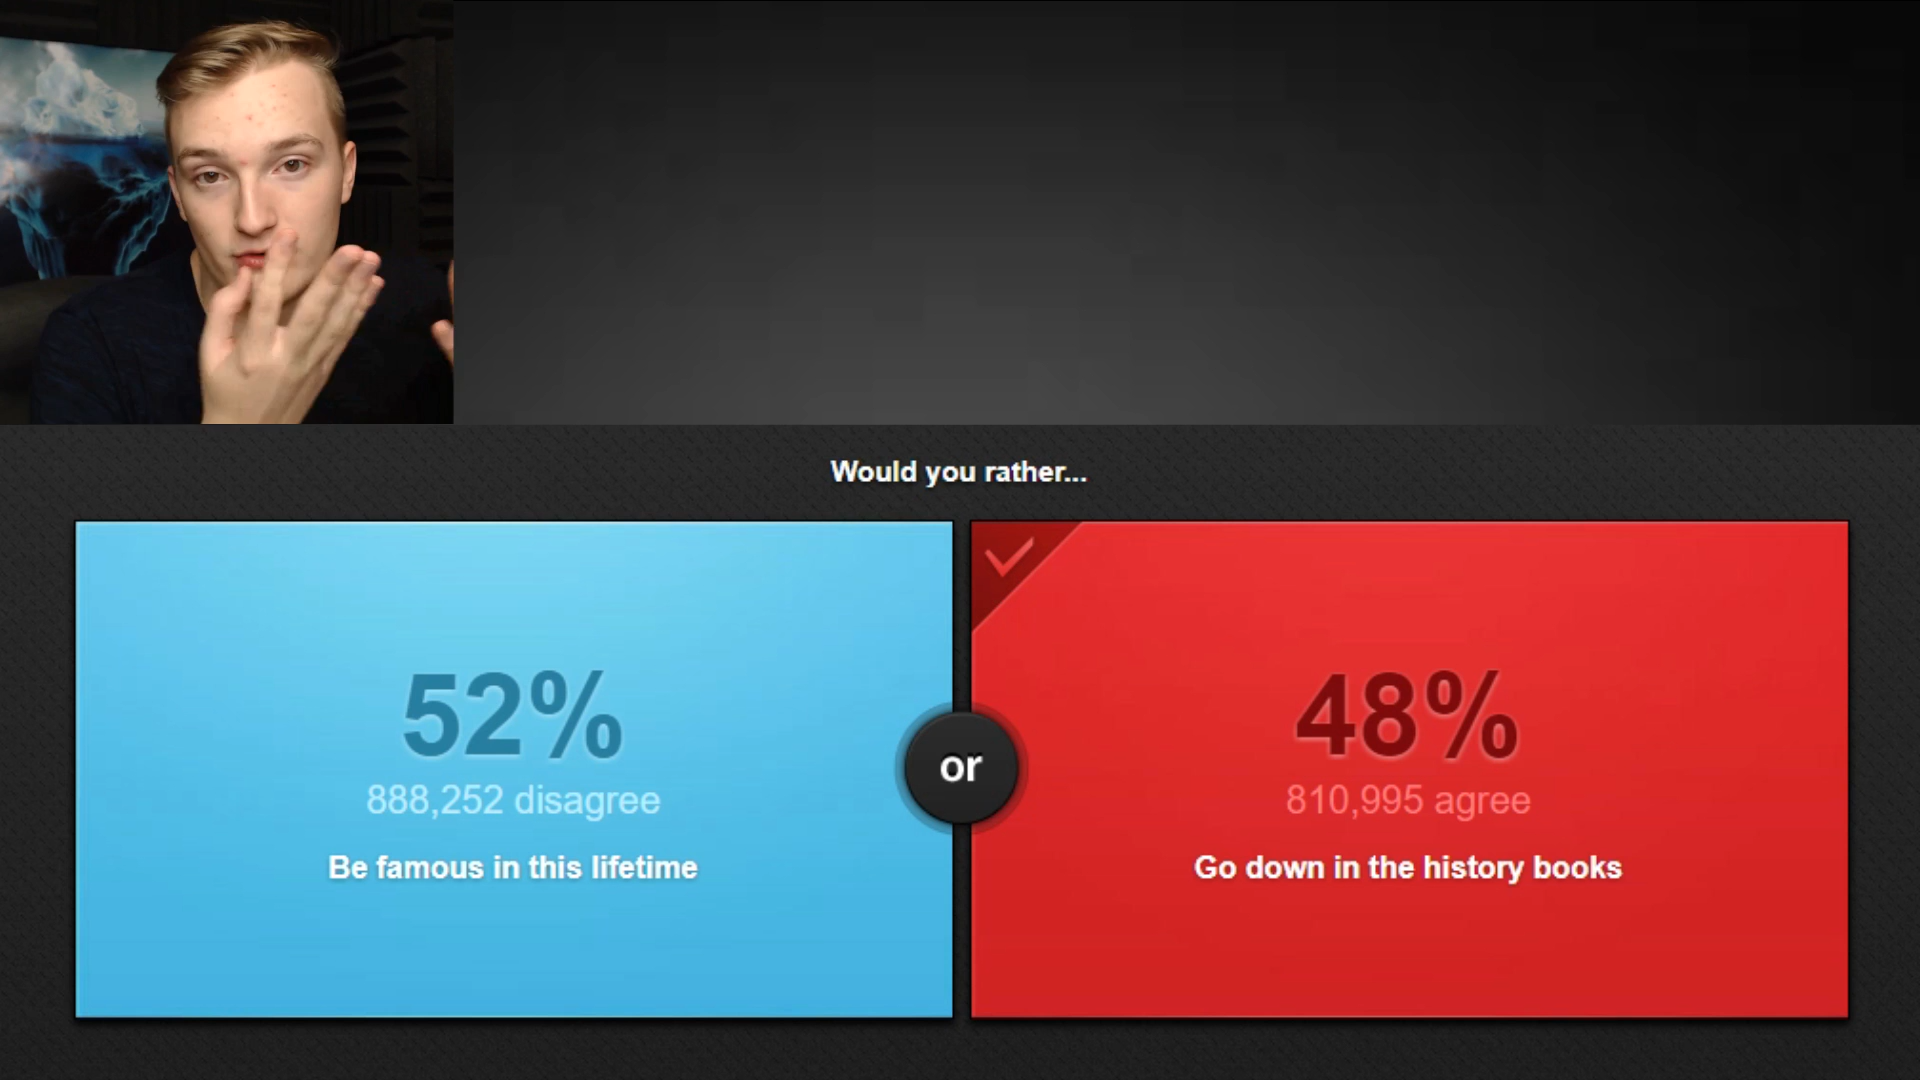 Would you rather...
52%
888,252 disagree
Be famous in this lifetime
or
48%
810,995 agree
Go down in the history books